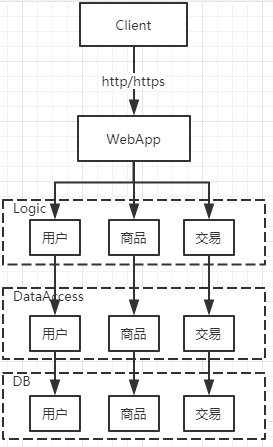 Client
http/https
WebApp
Logic
用户 商品 交易
DataAccess
用户 商品 交易
DB
用户 商品 交易